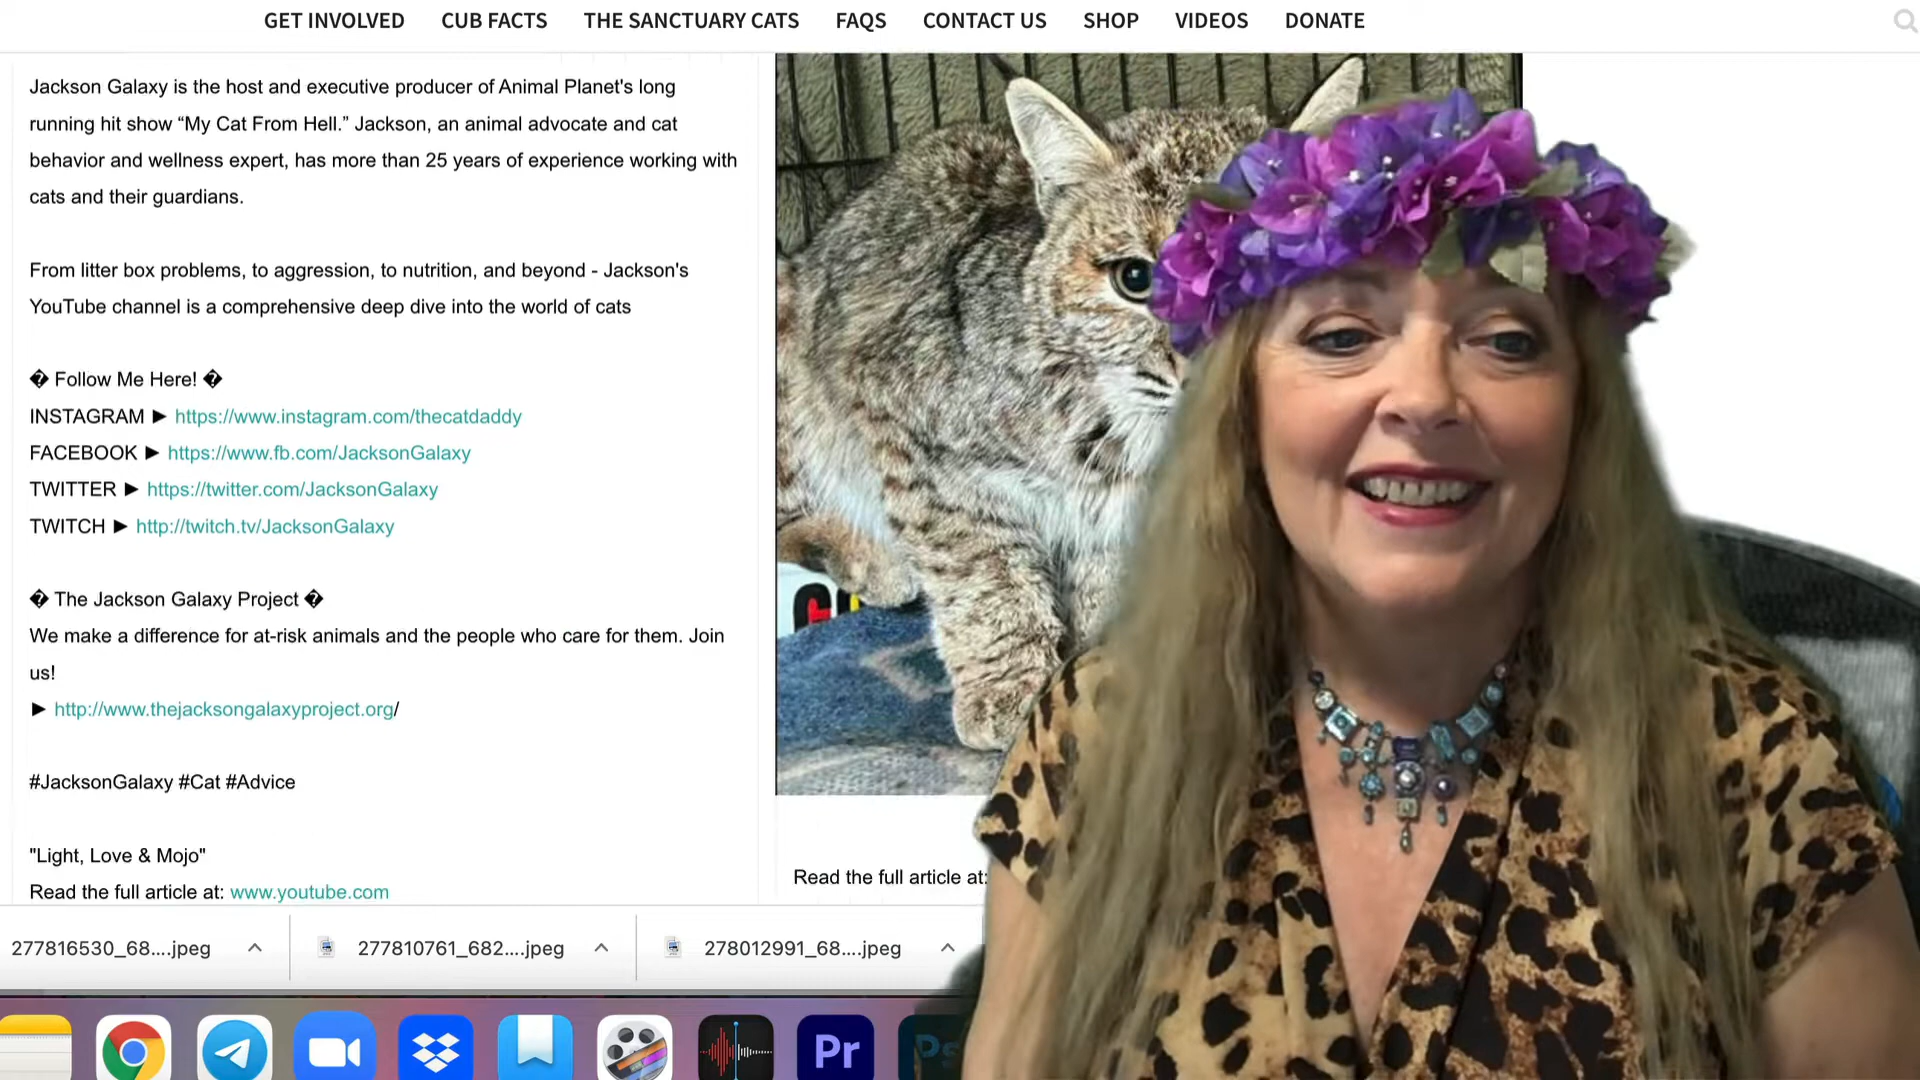 GET INVOLVED CUB FACTS THE SANCTUARY CATS FAQS CONTACT US SHOP VIDEOS DONATE
Jackson Galaxy is the host and executive producer of Animal Planet's long
running hit show “My Cat From Hell.” Jackson, an animal advocate and cat
behavior and wellness expert, has more than 25 years of experience working with
cats and their guardians.
From litter box problems, to aggression, to nutrition, and beyond - Jackson's
YouTube channel is a comprehensive deep dive into the world of cats
� Follow Me Here! �
INSTAGRAM ► https://www.instagram.com/thecatdaddy
FACEBOOK ► https://www.fb.com/JacksonGalaxy
TWITTER ► https://twitter.com/JacksonGalaxy
TWITCH ► http://twitch.tv/JacksonGalaxy
� The Jackson Galaxy Project �
We make a difference for at-risk animals and the people who care for them. Join
us!
► http://www.thejacksongalaxyproject.org/
#JacksonGalaxy #Cat #Advice
"Light, Love & Mojo"
Read the full article at: www.youtube.com
Read the full article at:
277816530_68....jpeg 277810761_682....jpeg 278012991_68....jpeg
Pr Ps